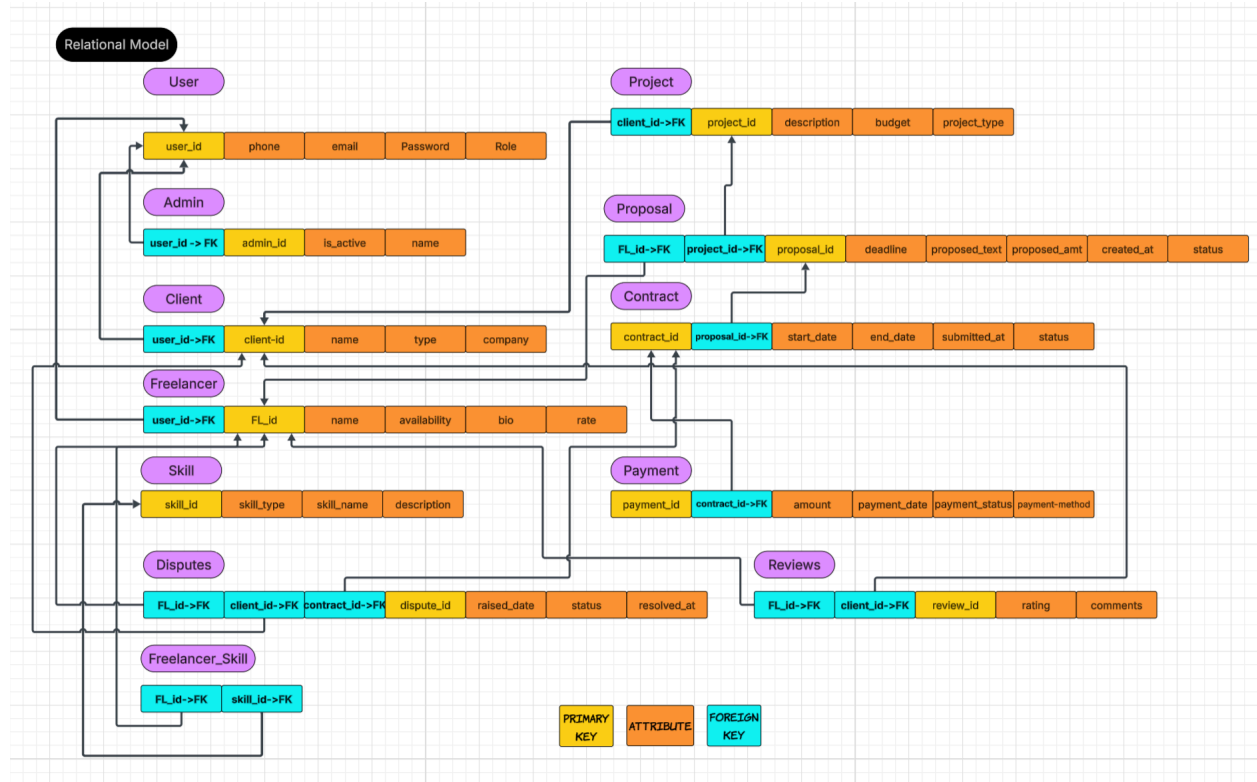 Relational Model
User
user_id phone email Password Role
Admin
user_id -> FK admin_id is_active name
Client
user_id->FK client-id name type company
Freelancer
user_id->FK FL_id name availability bio rate
Skill
skill_id skill_type skill_name description
Disputes
FL_id->FK client_id->FK contract_id->FK dispute_id raised_date status resolved_at
Freelancer_Skill
FL_id->FK skill_id->FK
Project
client_id->FK project_id description budget project_type
Proposal
FL_id->FK project_id->FK proposal_id deadline proposed_text proposed_amt created_at status
Contract
contract_id proposal_id->FK start_date end_date submitted_at status
Payment
payment_id contract_id->FK amount payment_date payment_status payment-method
Reviews
FL_id->FK client_id->FK review_id rating comments
PRIMARY
KEY
ATTRIBUTE
FOREIGN
KEY